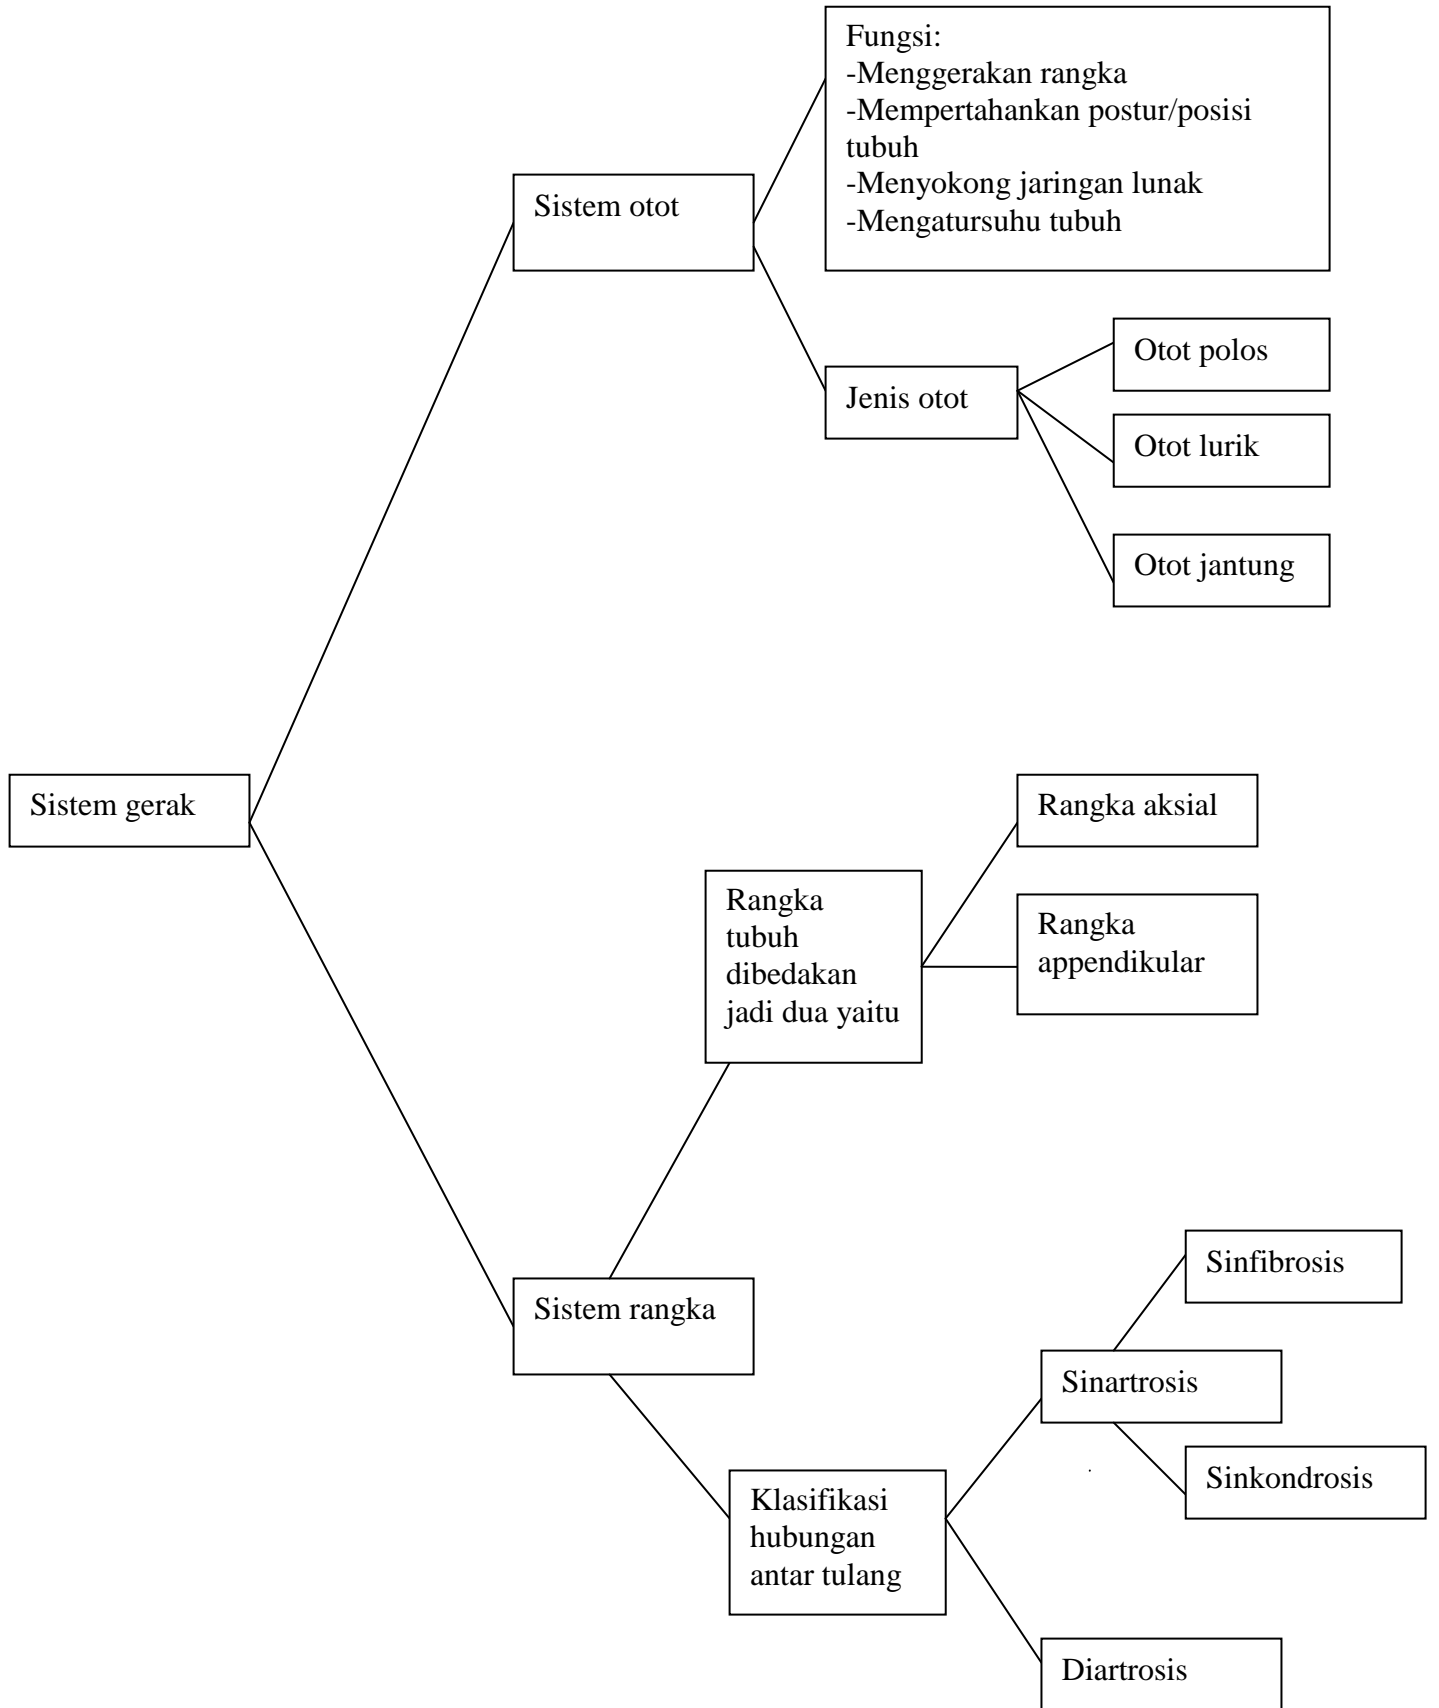 Fungsi:
-Menggerakan rangka
-Mempertahankan postur/posisi
tubuh
-Menyokong jaringan lunak
-Mengatursuhu tubuh
Sistem otot
Otot polos
Jenis otot
Otot lurik
Otot jantung
Sistem gerak
Rangka aksial
Rangka
tubuh
dibedakan
jadi dua yaitu
Rangka
appendikular
Sinfibrosis
Sistem rangka
Sinartrosis
Sinkondrosis
Klasifikasi
hubungan
antar tulang
Diartrosis